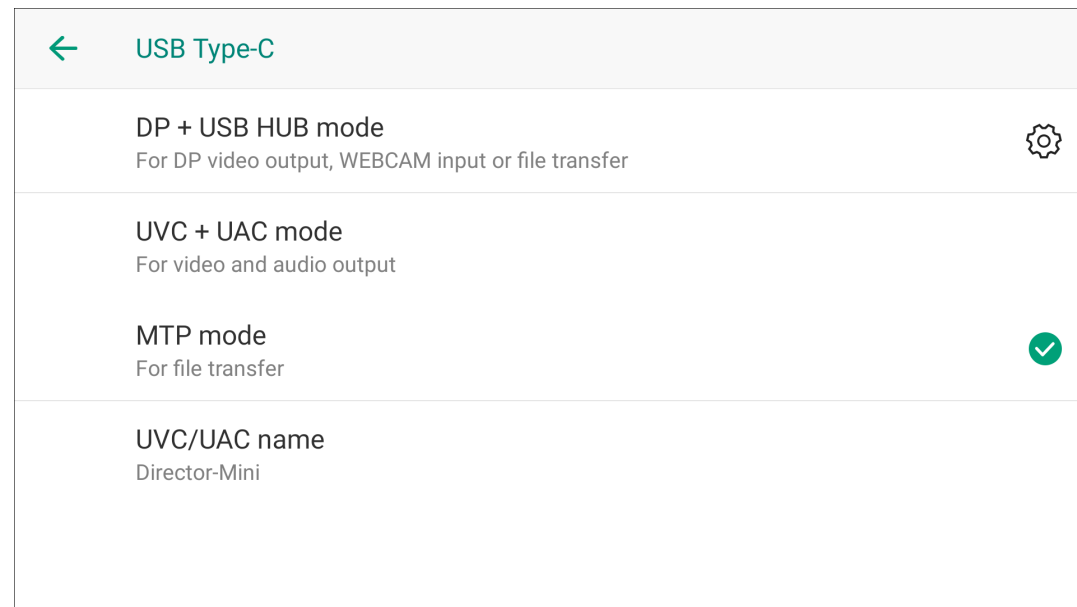 USB Type-C
DP + USB HUB mode
For DP video output, WEBCAM input or file transfer
UVC + UAC mode
For video and audio output
MTP mode
For file transfer
UVC/UAC name
Director-Mini